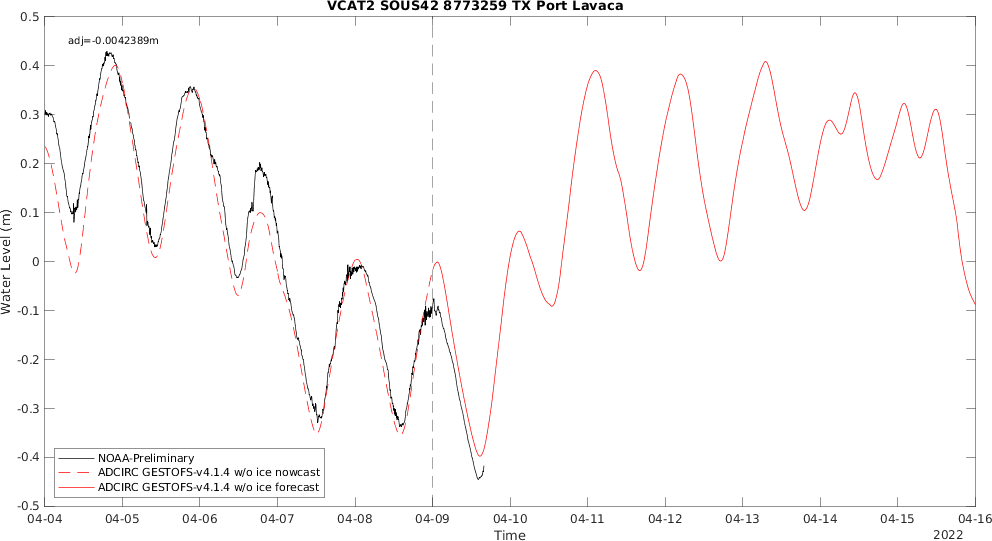 VCAT2 SOUS42 8773259 TX Port Lavaca
adj=-0.0042389m
0.5
0.4
0.3
0.2
0.1
0
-0.1
-0.2
-0.3
-0.4
-0.5
Water Level (m)
NOAA-Preliminary
ADCIRC GESTOFS-v4.1.4 w/o ice nowcast
ADCIRC GESTOFS-v4.1.4 w/o ice forecast
04-04 04-05 04-06 04-07 04-08 04-09 04-10 04-11 04-12 04-13 04-14 04-15 04-16
Time
2022